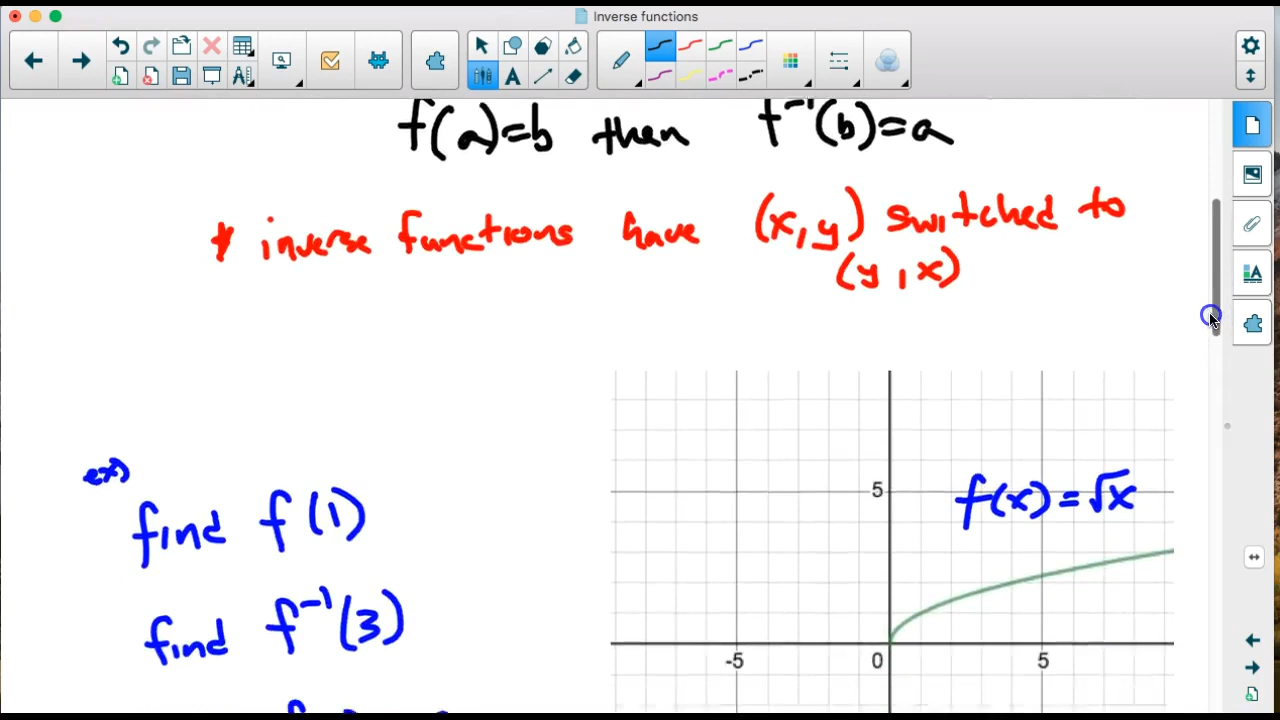 Inverse functions
f(a)=b then f⁻¹(b)=a
* inverse functions have (x,y) switched to
(y,x)
5
f(x)=√x
ex)
find f(1)
find f⁻¹(3)
-5 0 5